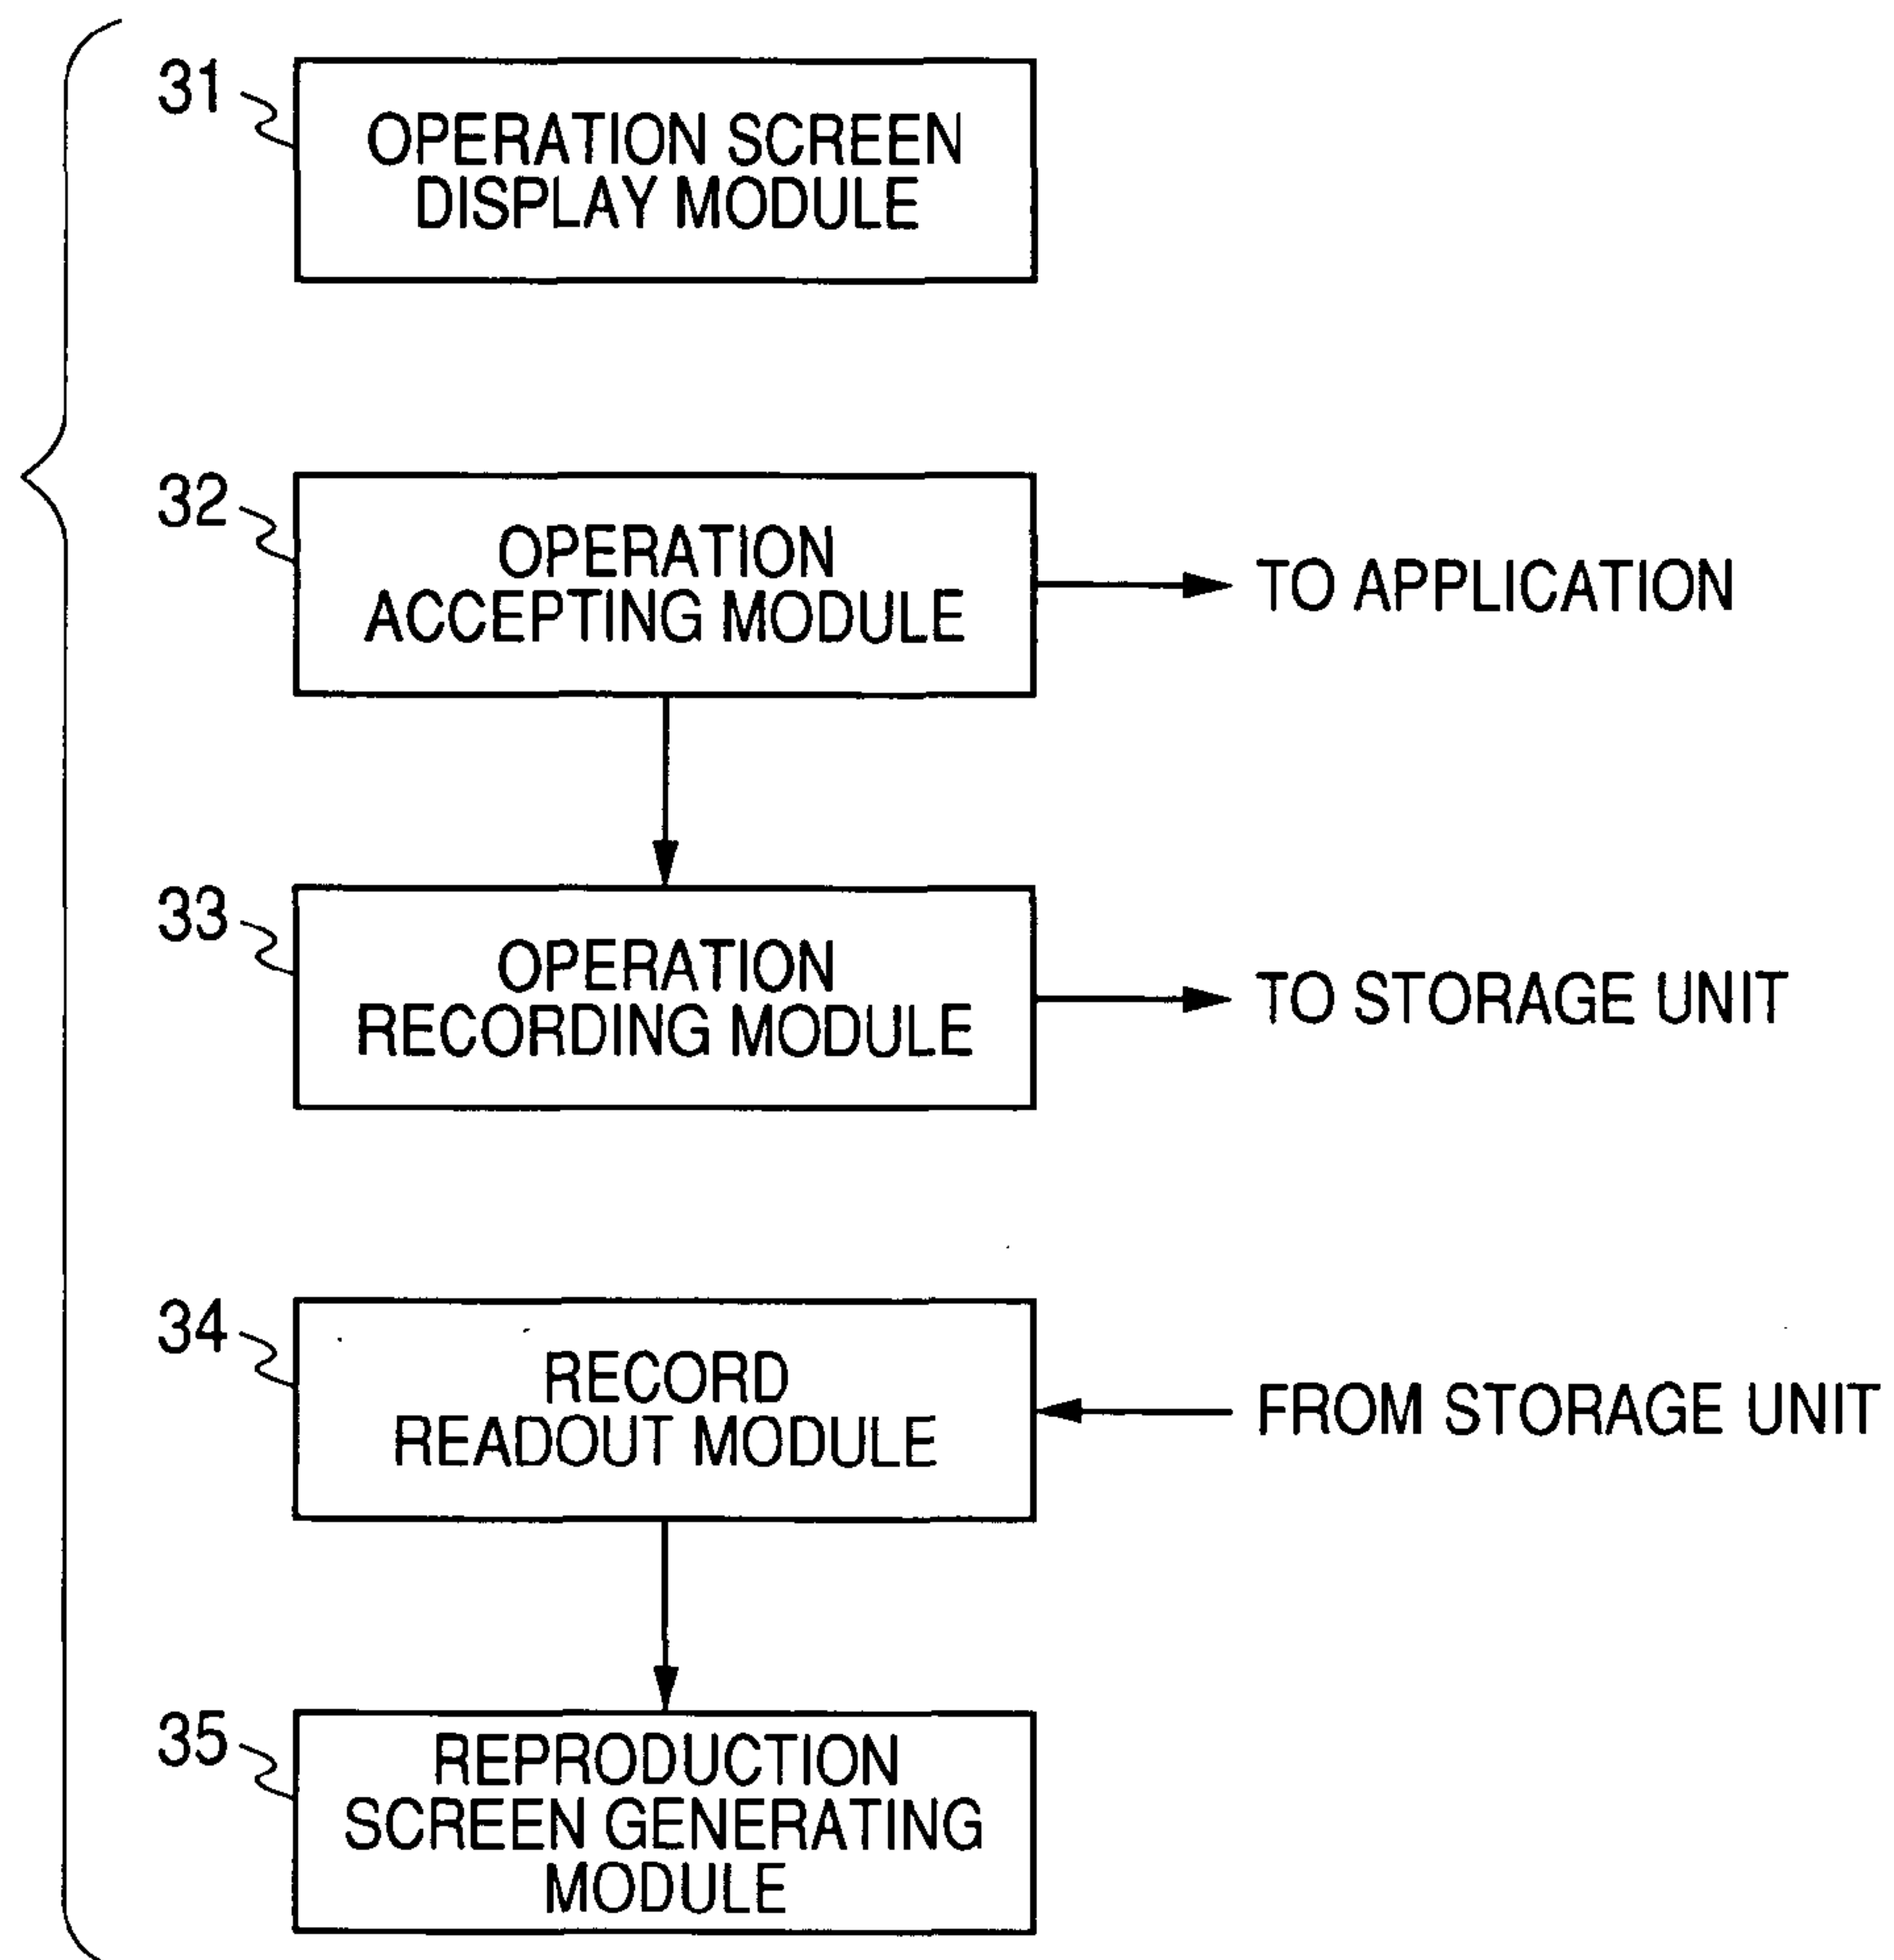 31
OPERATION SCREEN
DISPLAY MODULE
32
OPERATION
ACCEPTING MODULE
TO APPLICATION
33
OPERATION
RECORDING MODULE
TO STORAGE UNIT
34
RECORD
READOUT MODULE
FROM STORAGE UNIT
35
REPRODUCTION
SCREEN GENERATING
MODULE